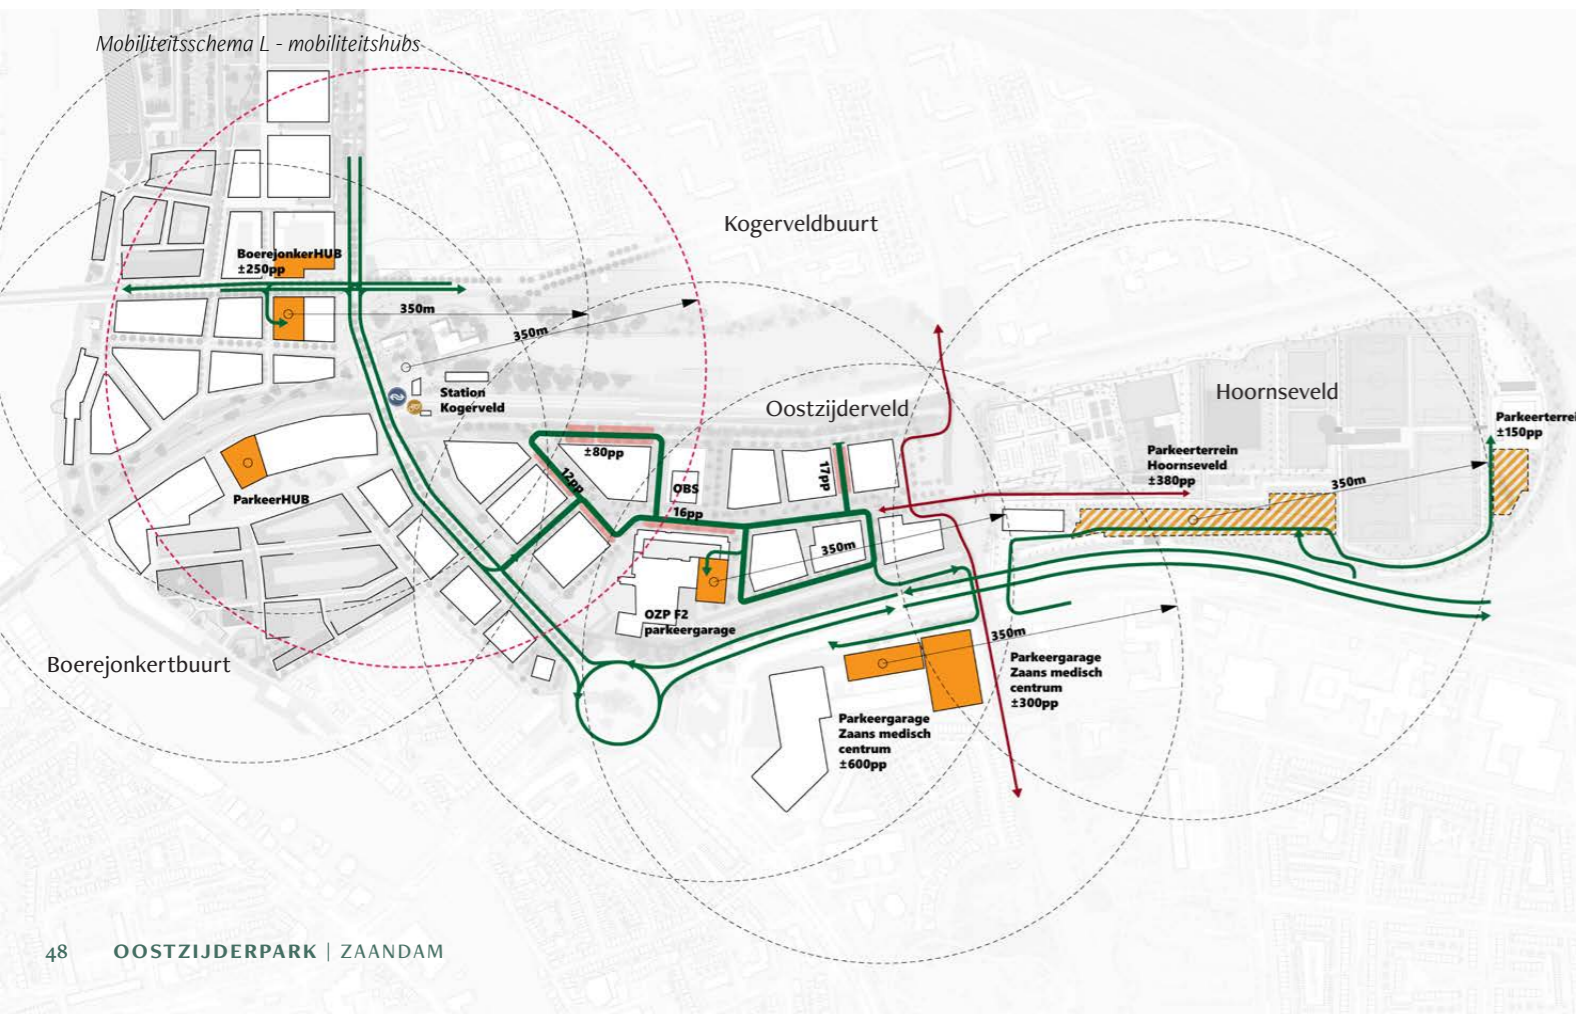 Mobiliteitsschema L - mobiliteitshubs
Kogerveldbuurt
BoerejonkerHUB
±250pp
350m
350m
Station
Kogerveld
Oostzijderveld
Hoornseveld
Parkeerterrei
±150pp
Parkeerterrein
Hoornseveld
±380pp
350m
±80pp
12pp
17pp
OBS
16pp
ParkeerHUB
350m
OZP F2
parkeergarage
350m
Boerejonkertbuurt
Parkeergarage
Zaans medisch
centrum
±300pp
Parkeergarage
Zaans medisch
centrum
±600pp
48 OOSTZIJDERPARK | ZAANDAM